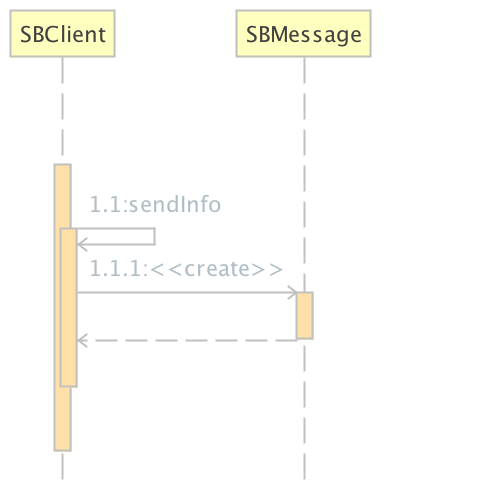 SBClient
SBMessage
1.1:sendInfo
1.1.1:<<create>>